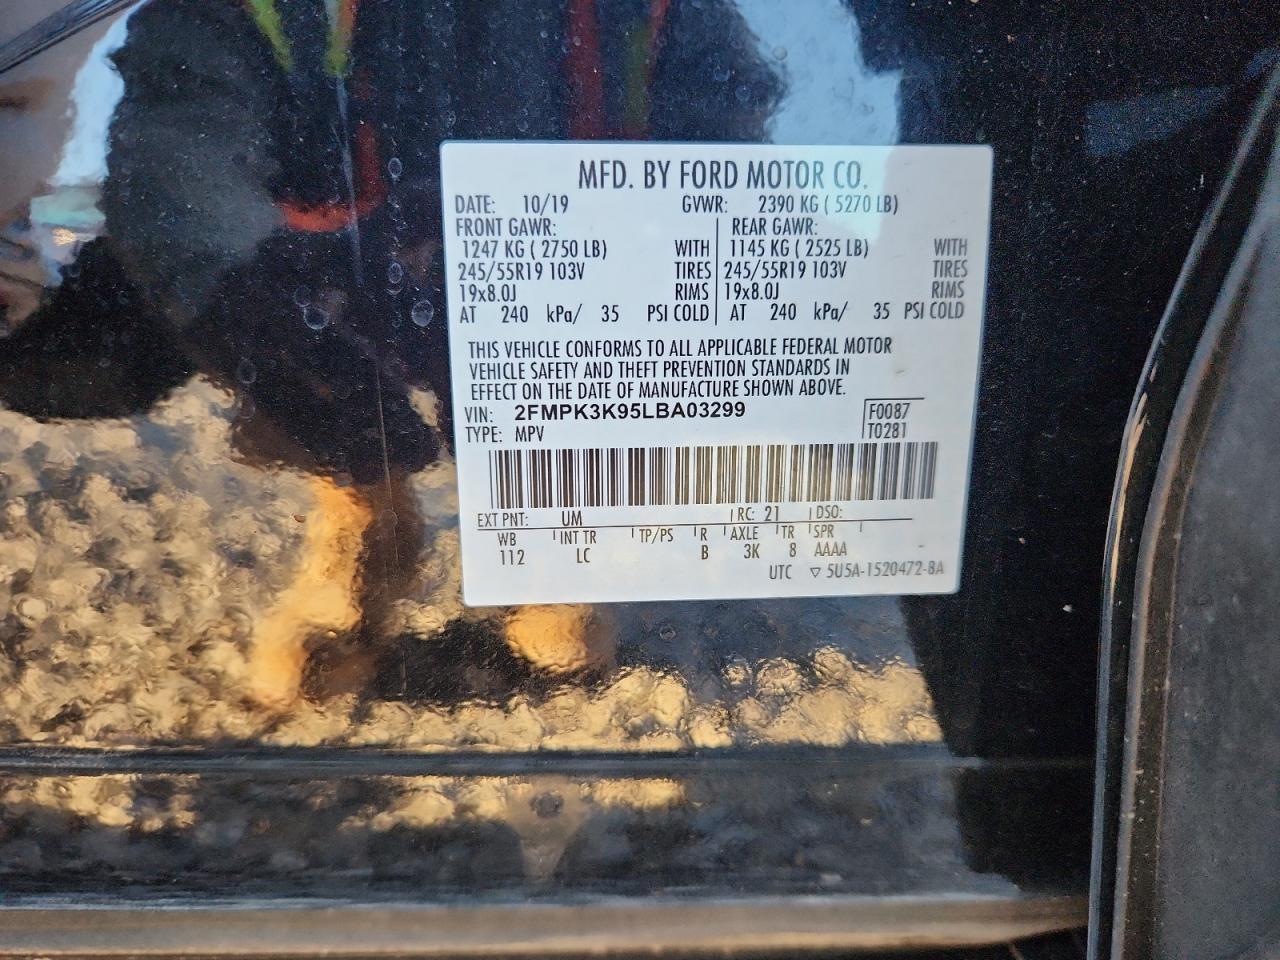 MFD. BY FORD MOTOR CO.
DATE: 10/19 GVWR: 2390 KG ( 5270 LB)
FRONT GAWR: REAR GAWR:
1247 KG ( 2750 LB) WITH 1145 KG ( 2525 LB) WITH
245/55R19 103V TIRES 245/55R19 103V TIRES
19x8.0J RIMS 19x8.0J RIMS
AT 240 kPa/ 35 PSI COLD AT 240 kPa/ 35 PSI COLD
THIS VEHICLE CONFORMS TO ALL APPLICABLE FEDERAL MOTOR
VEHICLE SAFETY AND THEFT PREVENTION STANDARDS IN
EFFECT ON THE DATE OF MANUFACTURE SHOWN ABOVE.
VIN: 2FMPK3K95LBA03299 F0087
TYPE: MPV T0281
EXT PNT: UM RC: 21 DSO:
WB INT TR TP/PS R AXLE TR SPR
112 LC B 3K 8 AAAA
UTC ▽ 5U5A-1520472-BA